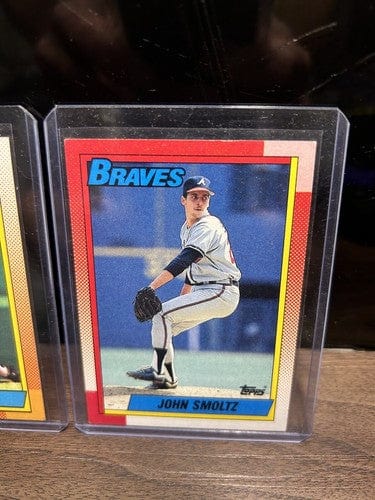 BRAVES
A
topps
JOHN SMOLTZ